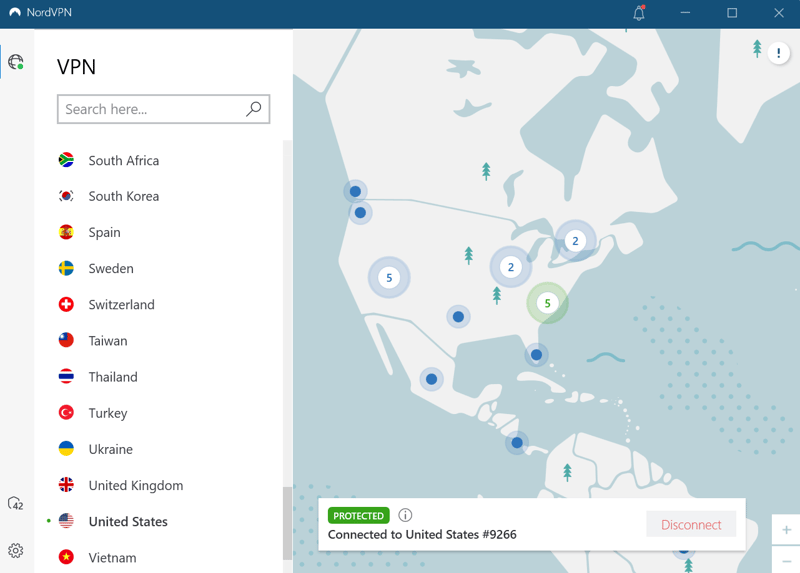 NordVPN
VPN
Search here...
South Africa
South Korea
Spain
Sweden
Switzerland
Taiwan
Thailand
Turkey
Ukraine
United Kingdom
United States
Vietnam
42
!
2
2
5
5
PROTECTED
i
Connected to United States #9266
Disconnect
+
−